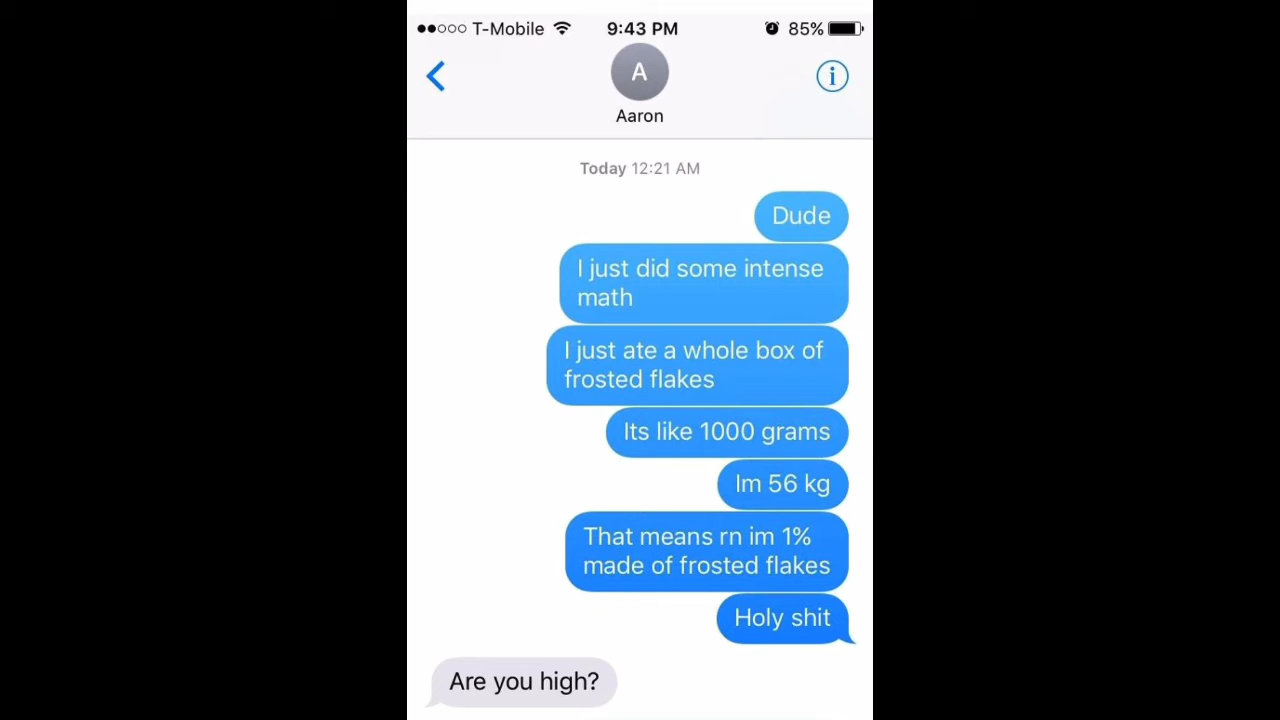 T-Mobile 9:43 PM 85%
A
Aaron
Today 12:21 AM
Dude
I just did some intense
math
I just ate a whole box of
frosted flakes
Its like 1000 grams
Im 56 kg
That means rn im 1%
made of frosted flakes
Holy shit
Are you high?